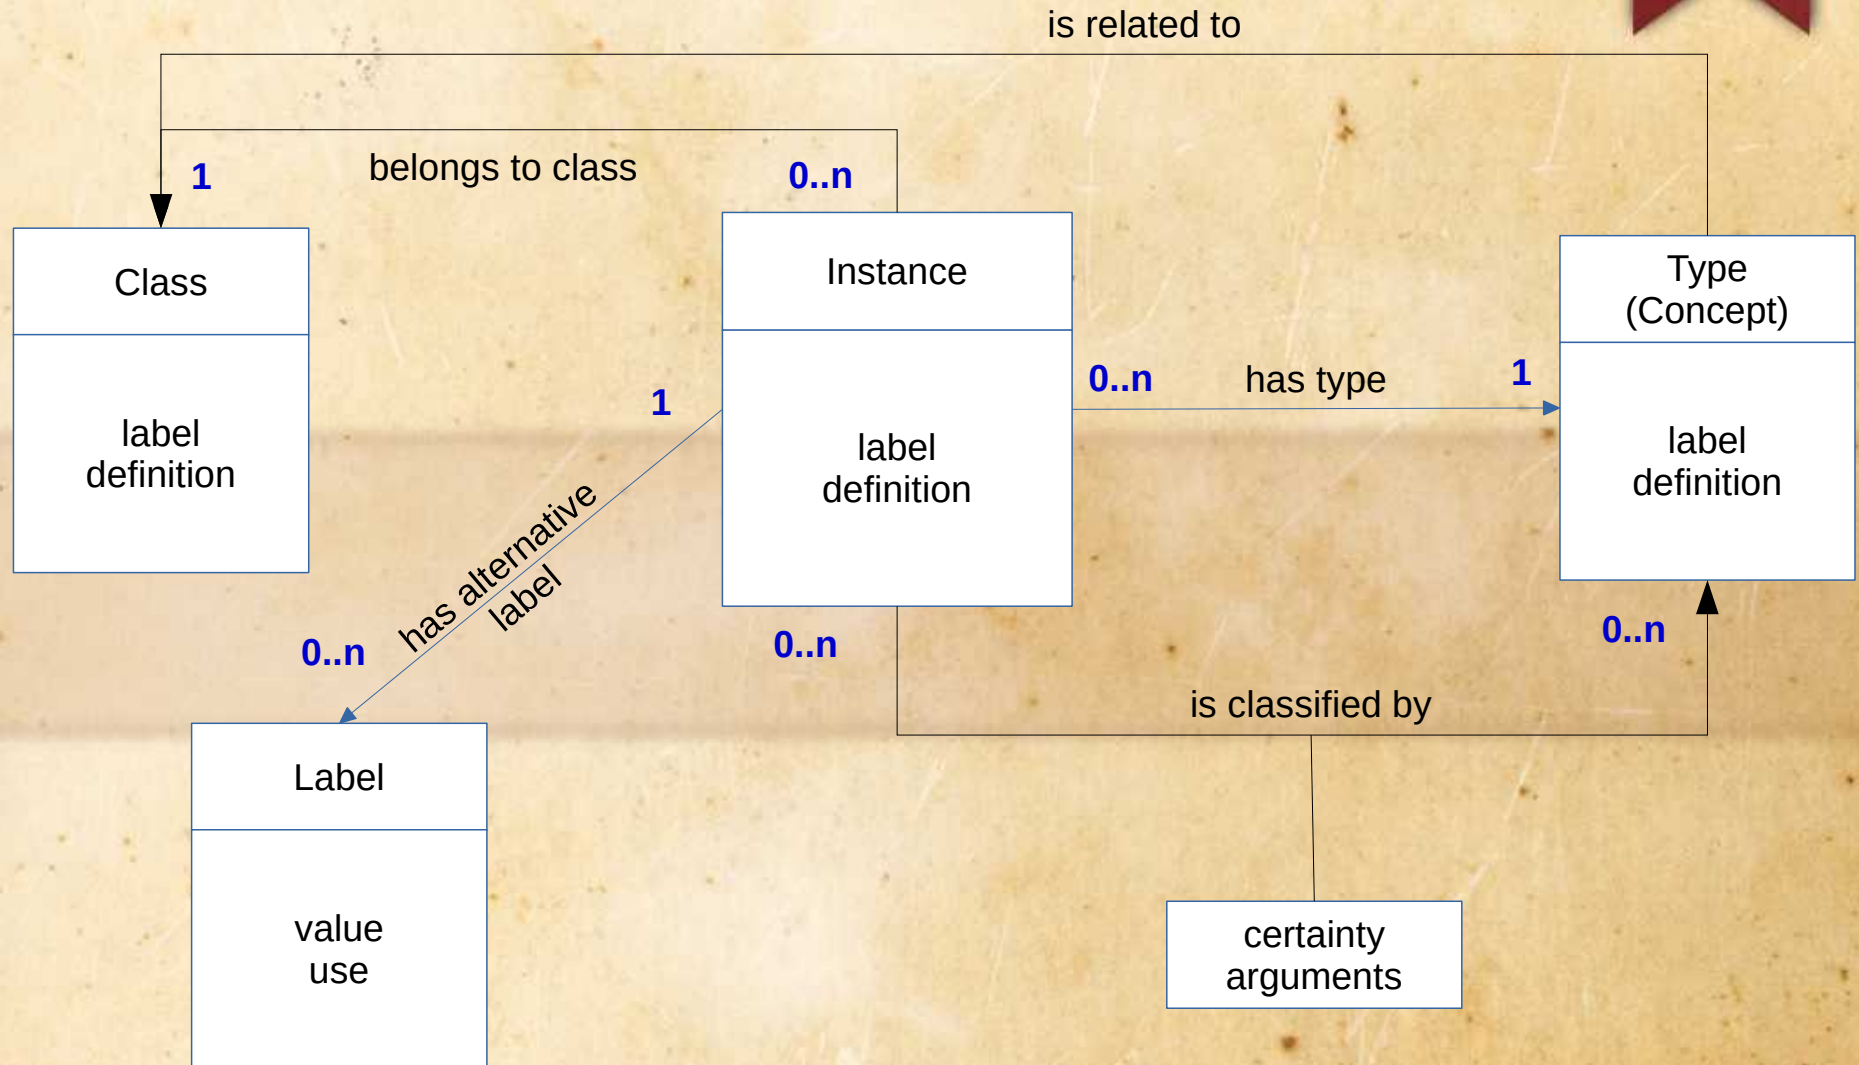 is related to
belongs to class
1
0..n
Class
label
definition
Instance
label
definition
Type
(Concept)
label
definition
0..n
has type
1
1
has alternative
label
0..n
0..n
0..n
is classified by
Label
value
use
certainty
arguments